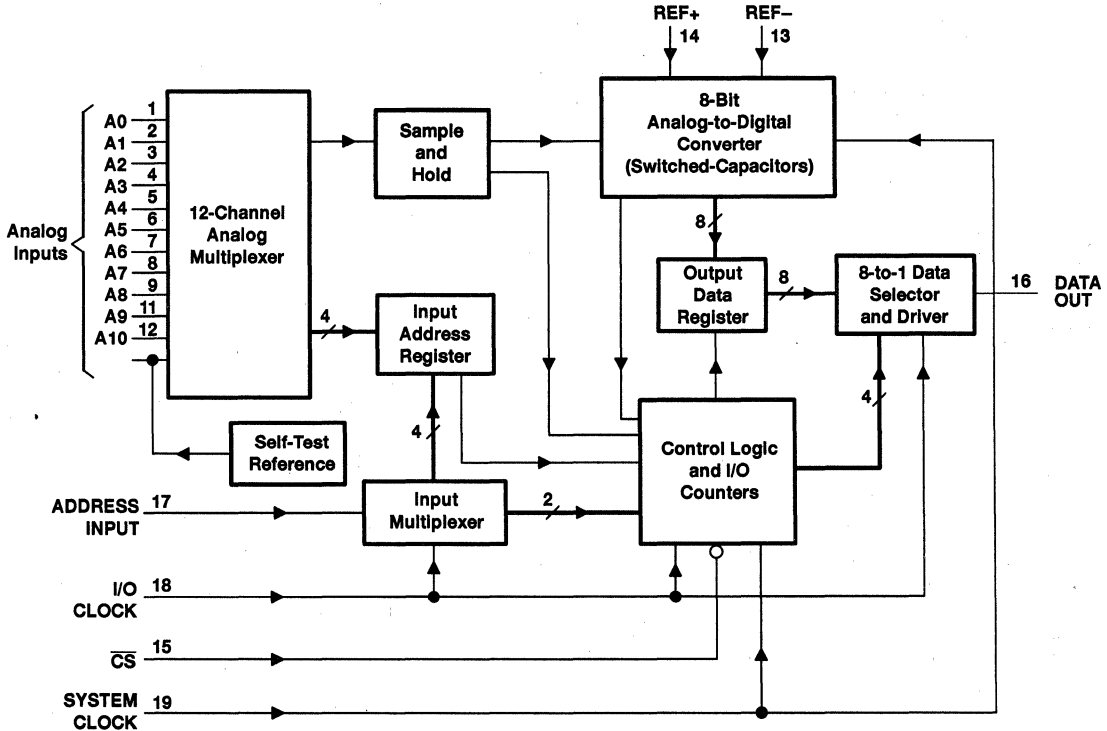 REF+
REF–
14
13
8-Bit
Analog-to-Digital
Converter
(Switched-Capacitors)
Sample
and
Hold
Analog
Inputs
A0 1
A1 2
A2 3
A3 4
A4 5
A5 6
A6 7
A7 8
A8 9
A9 11
A10 12
12-Channel
Analog
Multiplexer
8
Output
Data
Register
8
8-to-1 Data
Selector
and Driver
16
DATA
OUT
4
Input
Address
Register
4
4
Self-Test
Reference
Control Logic
and I/O
Counters
ADDRESS
INPUT
17
Input
Multiplexer
2
I/O
CLOCK
18
CS
15
SYSTEM
CLOCK
19